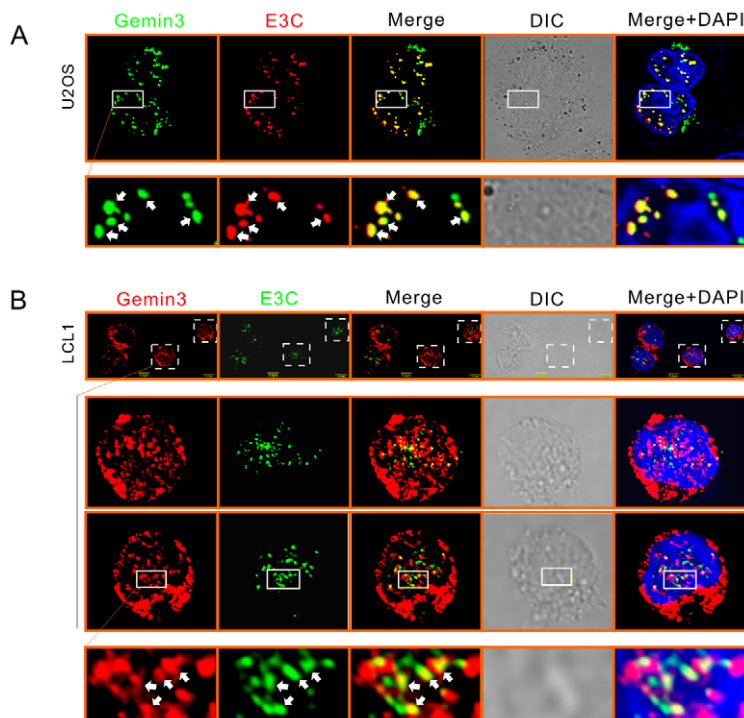 A
Gemin3 E3C Merge DIC Merge+DAPI
U2OS
B
Gemin3 E3C Merge DIC Merge+DAPI
LCL1